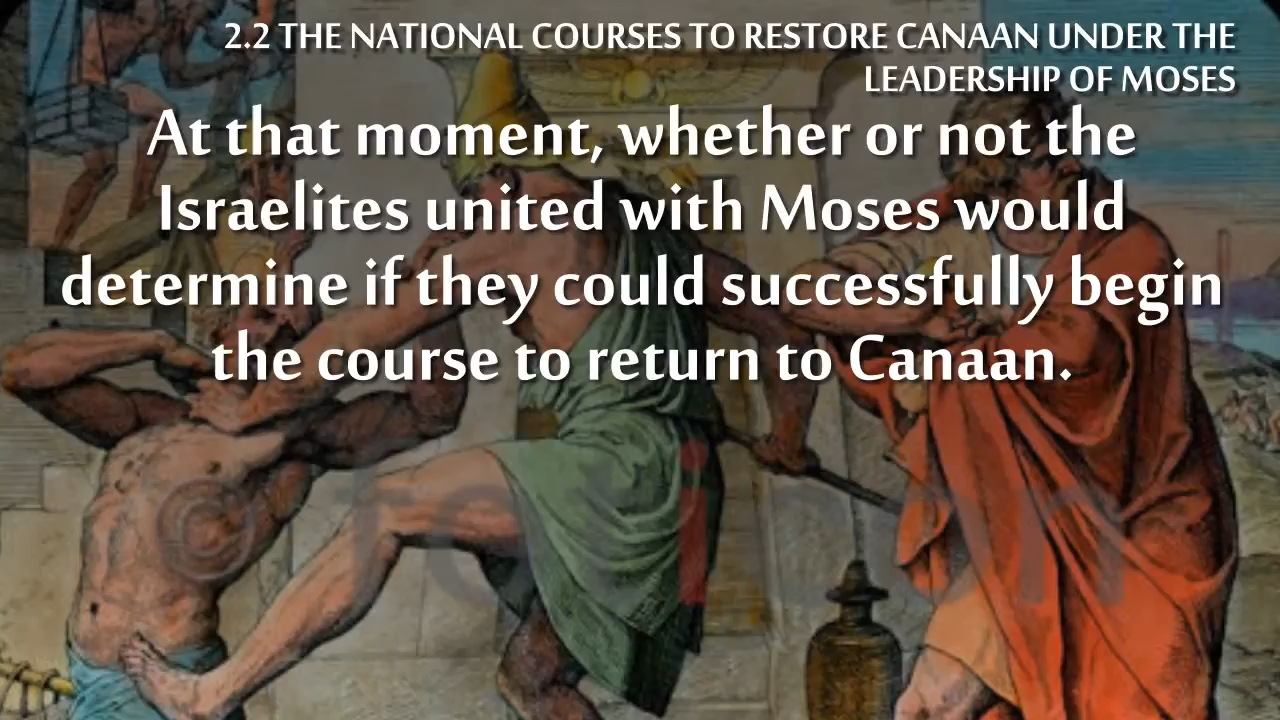 2.2 THE NATIONAL COURSES TO RESTORE CANAAN UNDER THE
LEADERSHIP OF MOSES
At that moment, whether or not the
Israelites united with Moses would
determine if they could successfully begin
the course to return to Canaan.